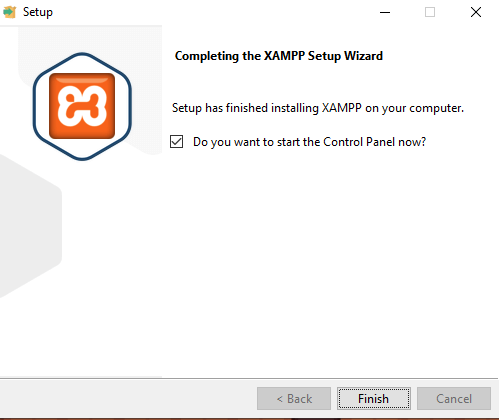 Setup
Completing the XAMPP Setup Wizard
Setup has finished installing XAMPP on your computer.
Do you want to start the Control Panel now?
< Back
Finish
Cancel